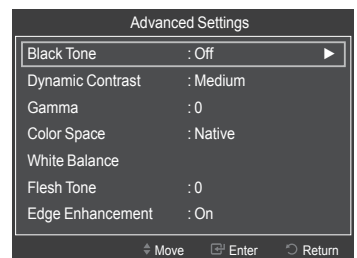 Advanced Settings
Black Tone : Off ►
Dynamic Contrast : Medium
Gamma : 0
Color Space : Native
White Balance
Flesh Tone : 0
Edge Enhancement : On
Move Enter Return